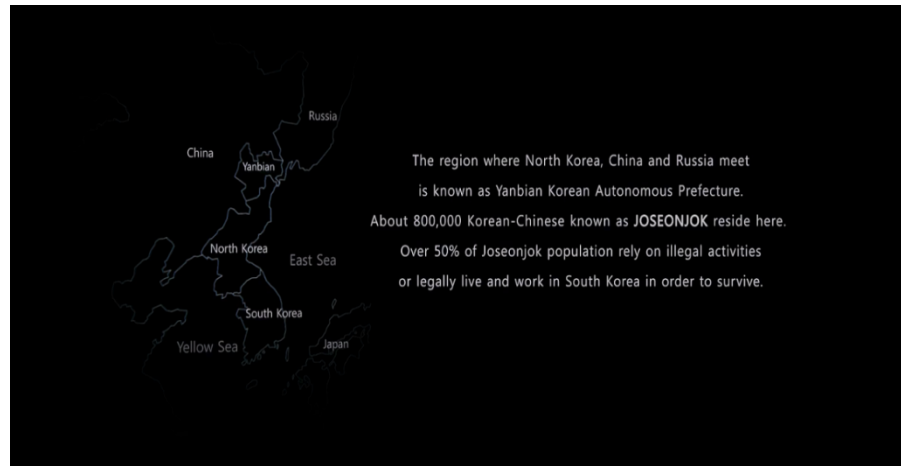 Russia
China
Yanbian
North Korea
East Sea
South Korea
Yellow Sea
Japan
The region where North Korea, China and Russia meet
is known as Yanbian Korean Autonomous Prefecture.
About 800,000 Korean-Chinese known as JOSEONJOK reside here.
Over 50% of Joseonjok population rely on illegal activities
or legally live and work in South Korea in order to survive.